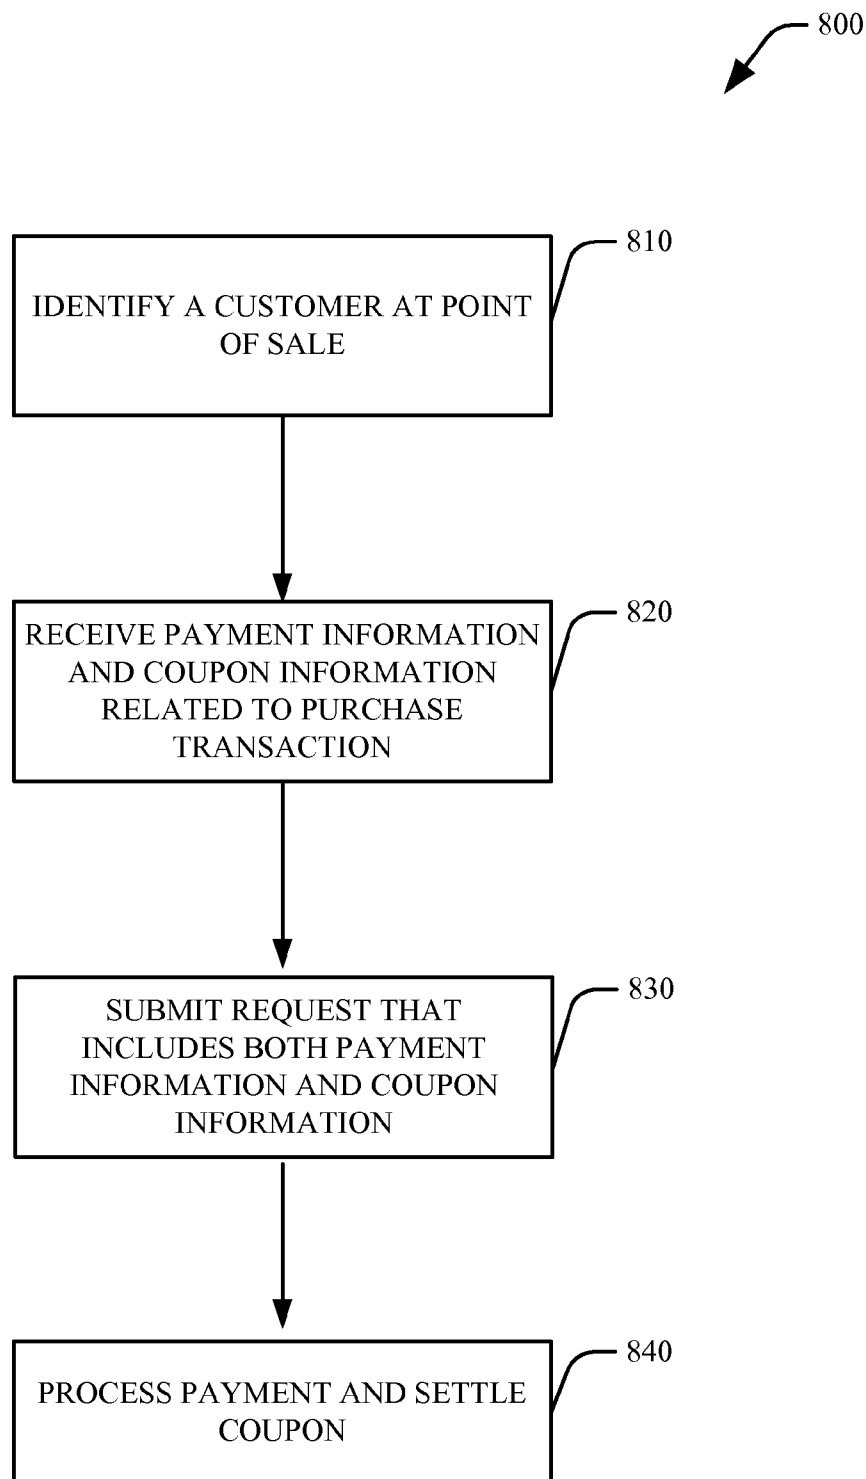 800
810
IDENTIFY A CUSTOMER AT POINT
OF SALE
820
RECEIVE PAYMENT INFORMATION
AND COUPON INFORMATION
RELATED TO PURCHASE
TRANSACTION
830
SUBMIT REQUEST THAT
INCLUDES BOTH PAYMENT
INFORMATION AND COUPON
INFORMATION
840
PROCESS PAYMENT AND SETTLE
COUPON